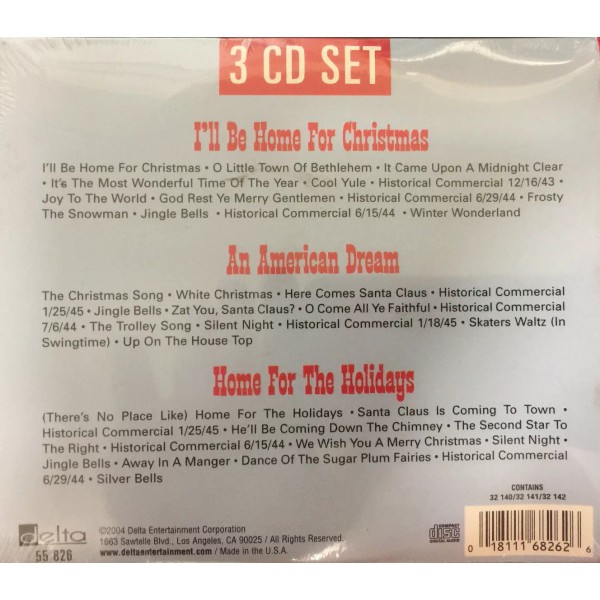 3 CD SET
I'll Be Home For Christmas
I'll Be Home For Christmas • O Little Town Of Bethlehem • It Came Upon A Midnight Clear
• It's The Most Wonderful Time Of The Year • Cool Yule • Historical Commercial 12/16/43 •
Joy To The World • God Rest Ye Merry Gentlemen • Historical Commercial 6/29/44 • Frosty
The Snowman • Jingle Bells • Historical Commercial 6/15/44 • Winter Wonderland
An American Dream
The Christmas Song • White Christmas • Here Comes Santa Claus • Historical Commercial
1/25/45 • Jingle Bells • Zat You, Santa Claus? • O Come All Ye Faithful • Historical Commercial
7/6/44 • The Trolley Song • Silent Night • Historical Commercial 1/18/45 • Skaters Waltz (In
Swingtime) • Up On The House Top
Home For The Holidays
(There's No Place Like) Home For The Holidays • Santa Claus Is Coming To Town •
Historical Commercial 1/25/45 • He'll Be Coming Down The Chimney • The Second Star To
The Right • Historical Commercial 6/15/44 • We Wish You A Merry Christmas • Silent Night •
Jingle Bells • Away In A Manger • Dance Of The Sugar Plum Fairies • Historical Commercial
6/29/44 • Silver Bells
CONTAINS
32 140/32 141/32 142
delta
55 826
©2004 Delta Entertainment Corporation
1663 Sawtelle Blvd., Los Angeles, CA 90025 / All Rights Reserved.
www.deltaentertainment.com / Made in the U.S.A.
COMPACT
disc
DIGITAL AUDIO
0 18111 68262 6